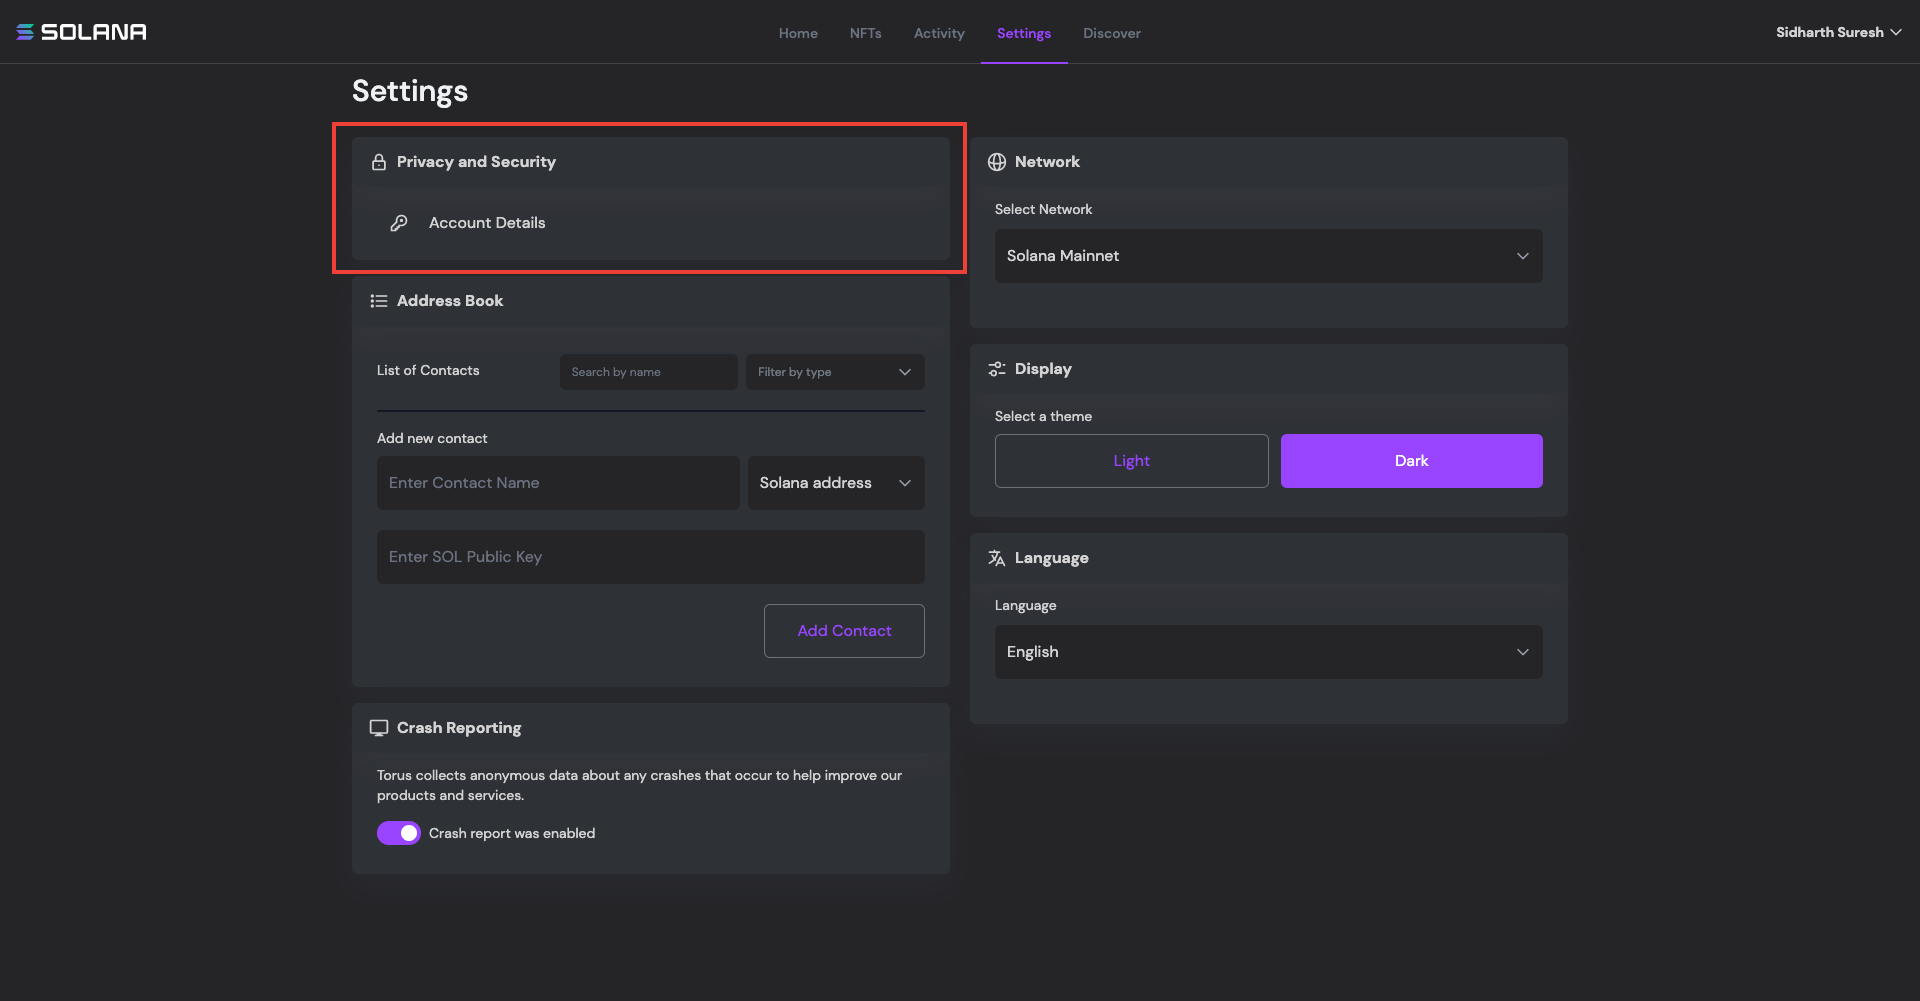 SOLANA
Home NFTs Activity Settings Discover
Sidharth Suresh
Settings
Privacy and Security
Account Details
Address Book
List of Contacts
Search by name
Filter by type
Add new contact
Enter Contact Name
Solana address
Enter SOL Public Key
Add Contact
Crash Reporting
Torus collects anonymous data about any crashes that occur to help improve our
products and services.
Crash report was enabled
Network
Select Network
Solana Mainnet
Display
Select a theme
Light
Dark
Language
Language
English